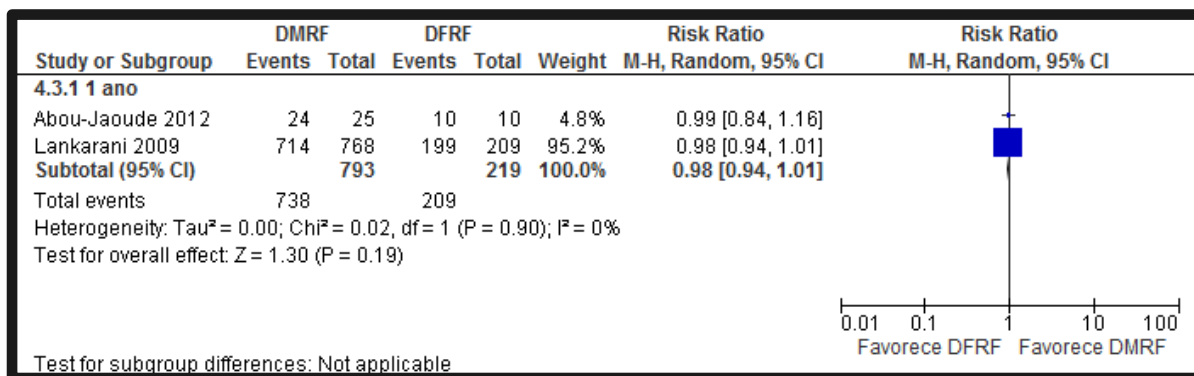 DMRF DFRF Risk Ratio Risk Ratio
Study or Subgroup Events Total Events Total Weight M-H, Random, 95% CI M-H, Random, 95% CI
4.3.1 1 ano
Abou-Jaoude 2012 24 25 10 10 4.8% 0.99 [0.84, 1.16]
Lankarani 2009 714 768 199 209 95.2% 0.98 [0.94, 1.01]
Subtotal (95% CI) 793 219 100.0% 0.98 [0.94, 1.01]
Total events 738 209
Heterogeneity: Tau² = 0.00; Chi² = 0.02, df = 1 (P = 0.90); I² = 0%
Test for overall effect: Z = 1.30 (P = 0.19)
0.01 0.1 1 10 100
Favorece DFRF Favorece DMRF
Test for subgroup differences: Not applicable